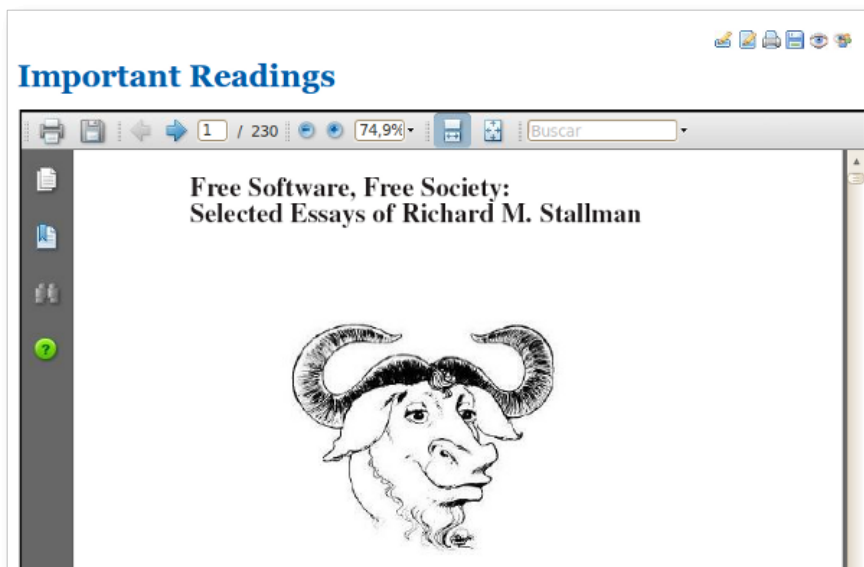 Important Readings
1 / 230 74,9% Buscar
Free Software, Free Society:
Selected Essays of Richard M. Stallman
?